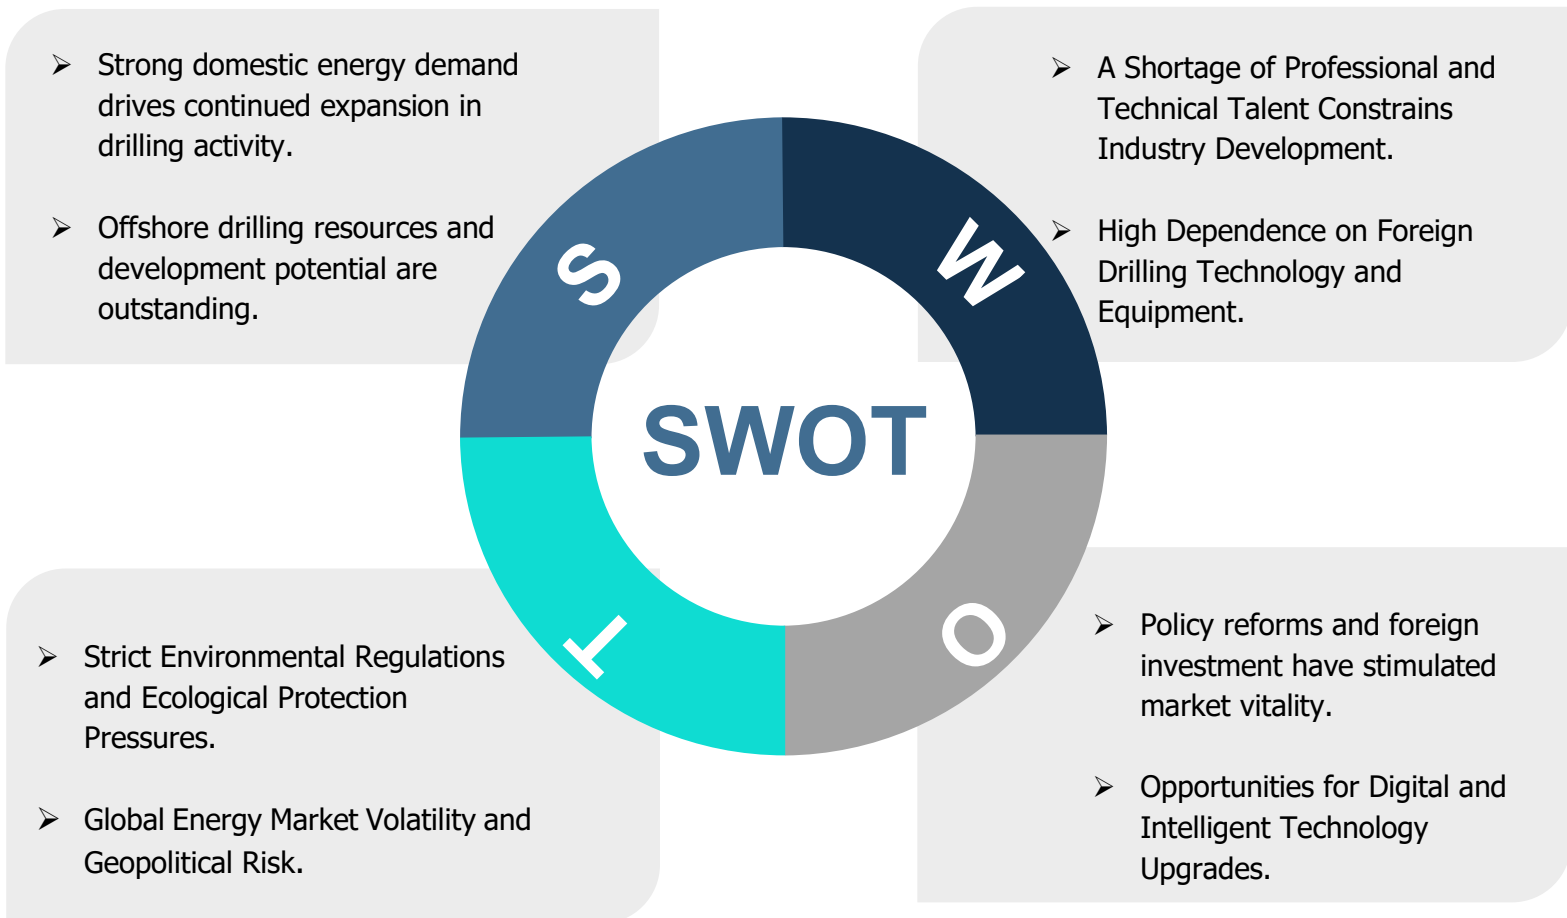 ➢ Strong domestic energy demand
drives continued expansion in
drilling activity.
➢ Offshore drilling resources and
development potential are
outstanding.
➢ A Shortage of Professional and
Technical Talent Constrains
Industry Development.
➢ High Dependence on Foreign
Drilling Technology and
Equipment.
S
W
SWOT
T
O
➢ Strict Environmental Regulations
and Ecological Protection
Pressures.
➢ Global Energy Market Volatility and
Geopolitical Risk.
➢ Policy reforms and foreign
investment have stimulated
market vitality.
➢ Opportunities for Digital and
Intelligent Technology
Upgrades.